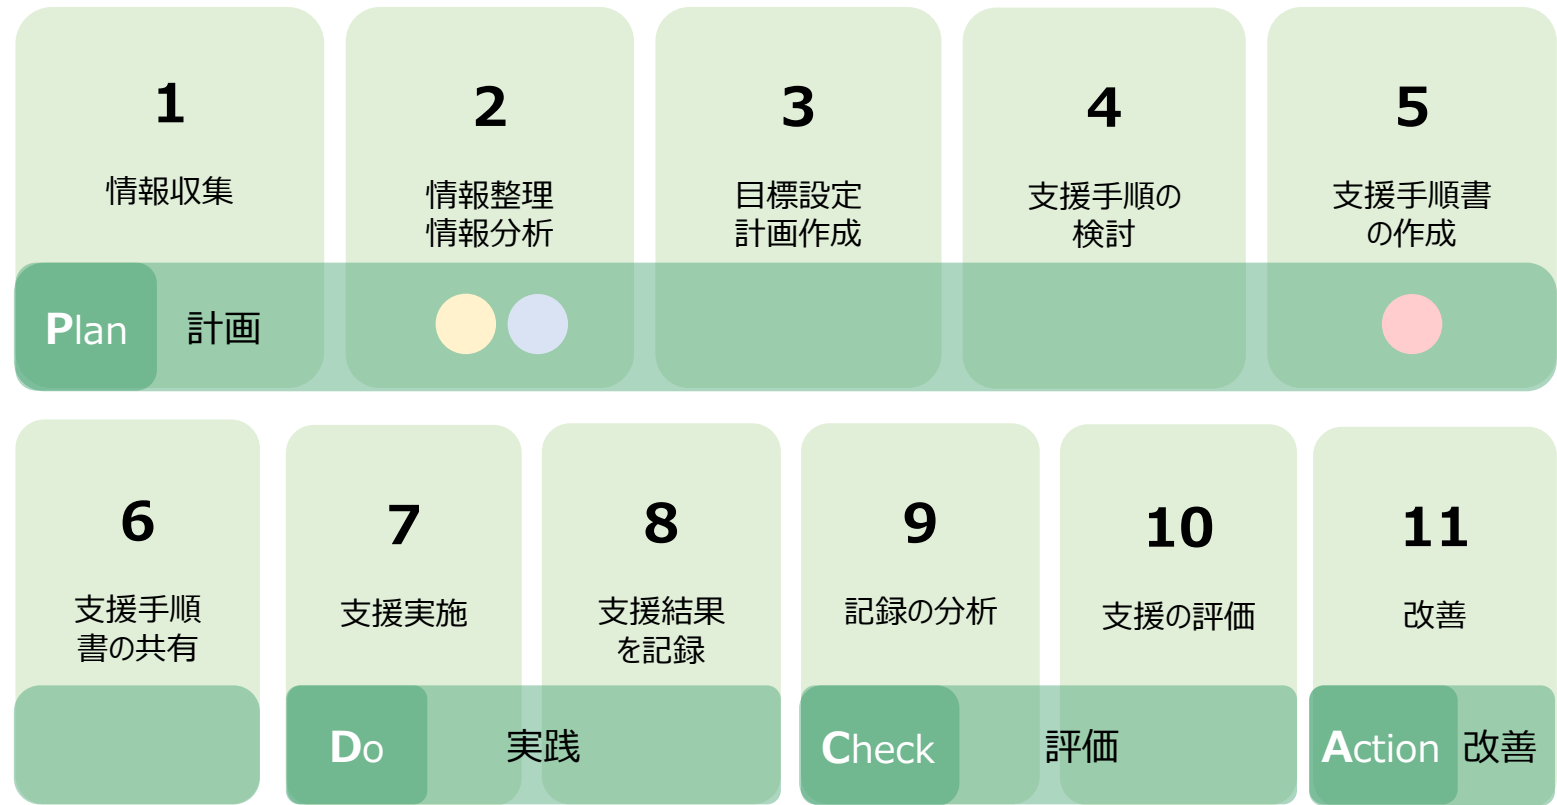 1
情報収集
2
情報整理
情報分析
3
目標設定
計画作成
4
支援手順の
検討
5
支援手順書
の作成
Plan 計画
6
支援手順
書の共有
7
支援実施
8
支援結果
を記録
9
記録の分析
10
支援の評価
11
改善
Do 実践
Check 評価
Action 改善